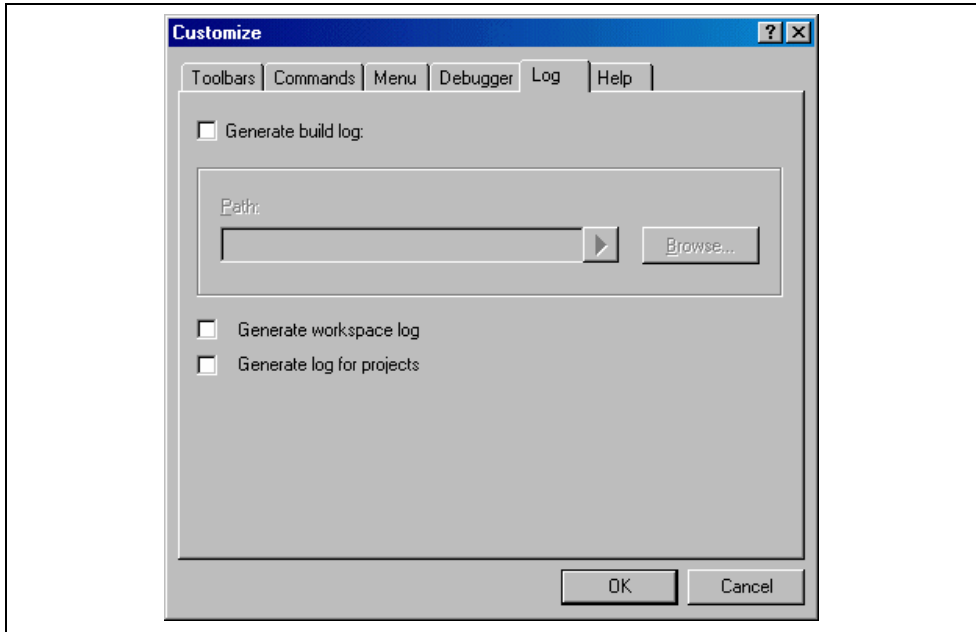 Customize
Toolbars Commands Menu Debugger Log Help
Generate build log:
Path:
Browse...
Generate workspace log
Generate log for projects
OK Cancel